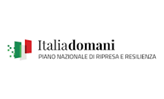 Italiadomani
PIANO NAZIONALE DI RIPRESA E RESILIENZA